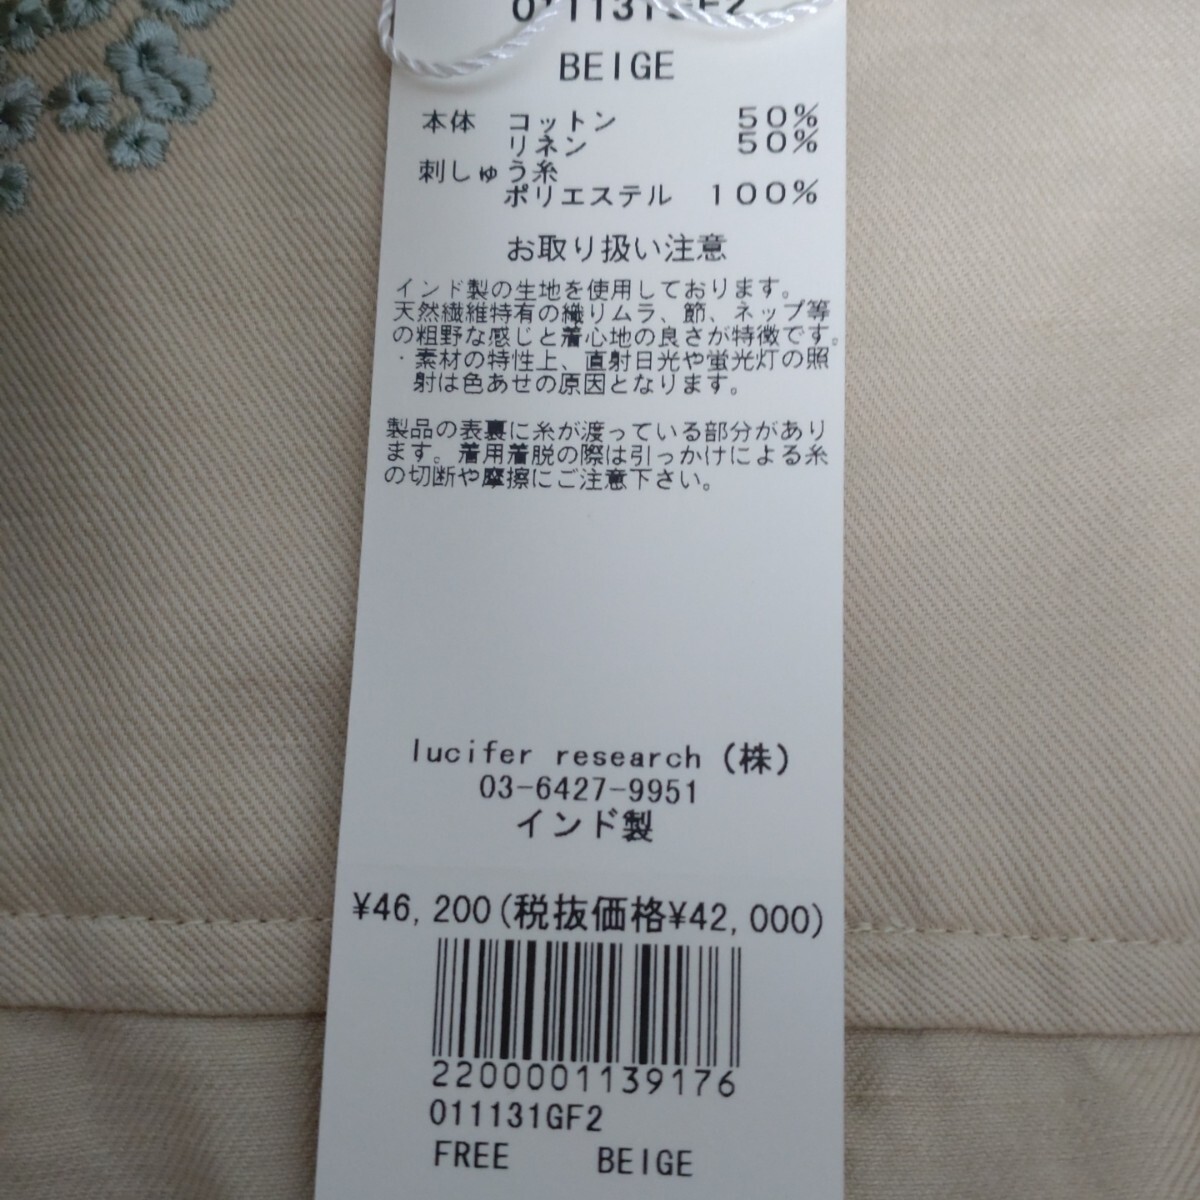 011131GF2
BEIGE
本体 コットン 50%
リネン 50%
刺しゅう糸
ポリエステル 100%
お取り扱い注意
インド製の生地を使用しております。
天然繊維特有の織りムラ、節、ネップ等
の粗野な感じと着心地の良さが特徴です。
・素材の特性上、直射日光や蛍光灯の照
射は色あせの原因となります。
製品の表裏に糸が渡っている部分があり
ます。着用着脱の際は引っかけによる糸
の切断や摩擦にご注意下さい。
lucifer research (株)
03-6427-9951
インド製
¥46,200(税抜価格¥42,000)
2200001139176
011131GF2
FREE BEIGE